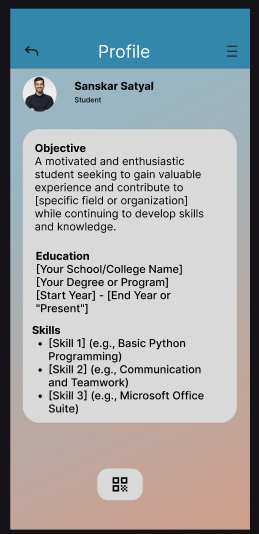 Profile
Sanskar Satyal
Student
Objective
A motivated and enthusiastic
student seeking to gain valuable
experience and contribute to
[specific field or organization]
while continuing to develop skills
and knowledge.
Education
[Your School/College Name]
[Your Degree or Program]
[Start Year] - [End Year or
"Present"]
Skills
• [Skill 1] (e.g., Basic Python
Programming)
• [Skill 2] (e.g., Communication
and Teamwork)
• [Skill 3] (e.g., Microsoft Office
Suite)